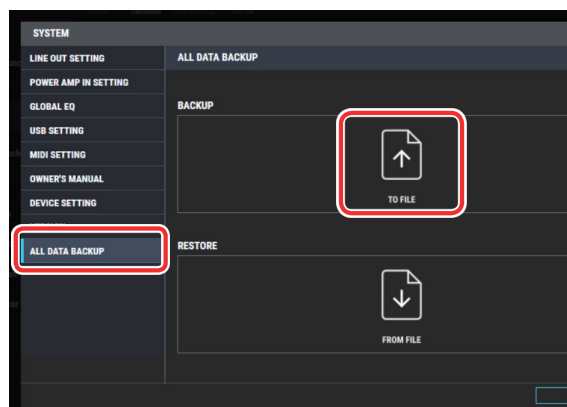 SYSTEM
LINE OUT SETTING
POWER AMP IN SETTING
GLOBAL EQ
USB SETTING
MIDI SETTING
OWNER'S MANUAL
DEVICE SETTING
ALL DATA BACKUP
ALL DATA BACKUP
BACKUP
TO FILE
RESTORE
FROM FILE